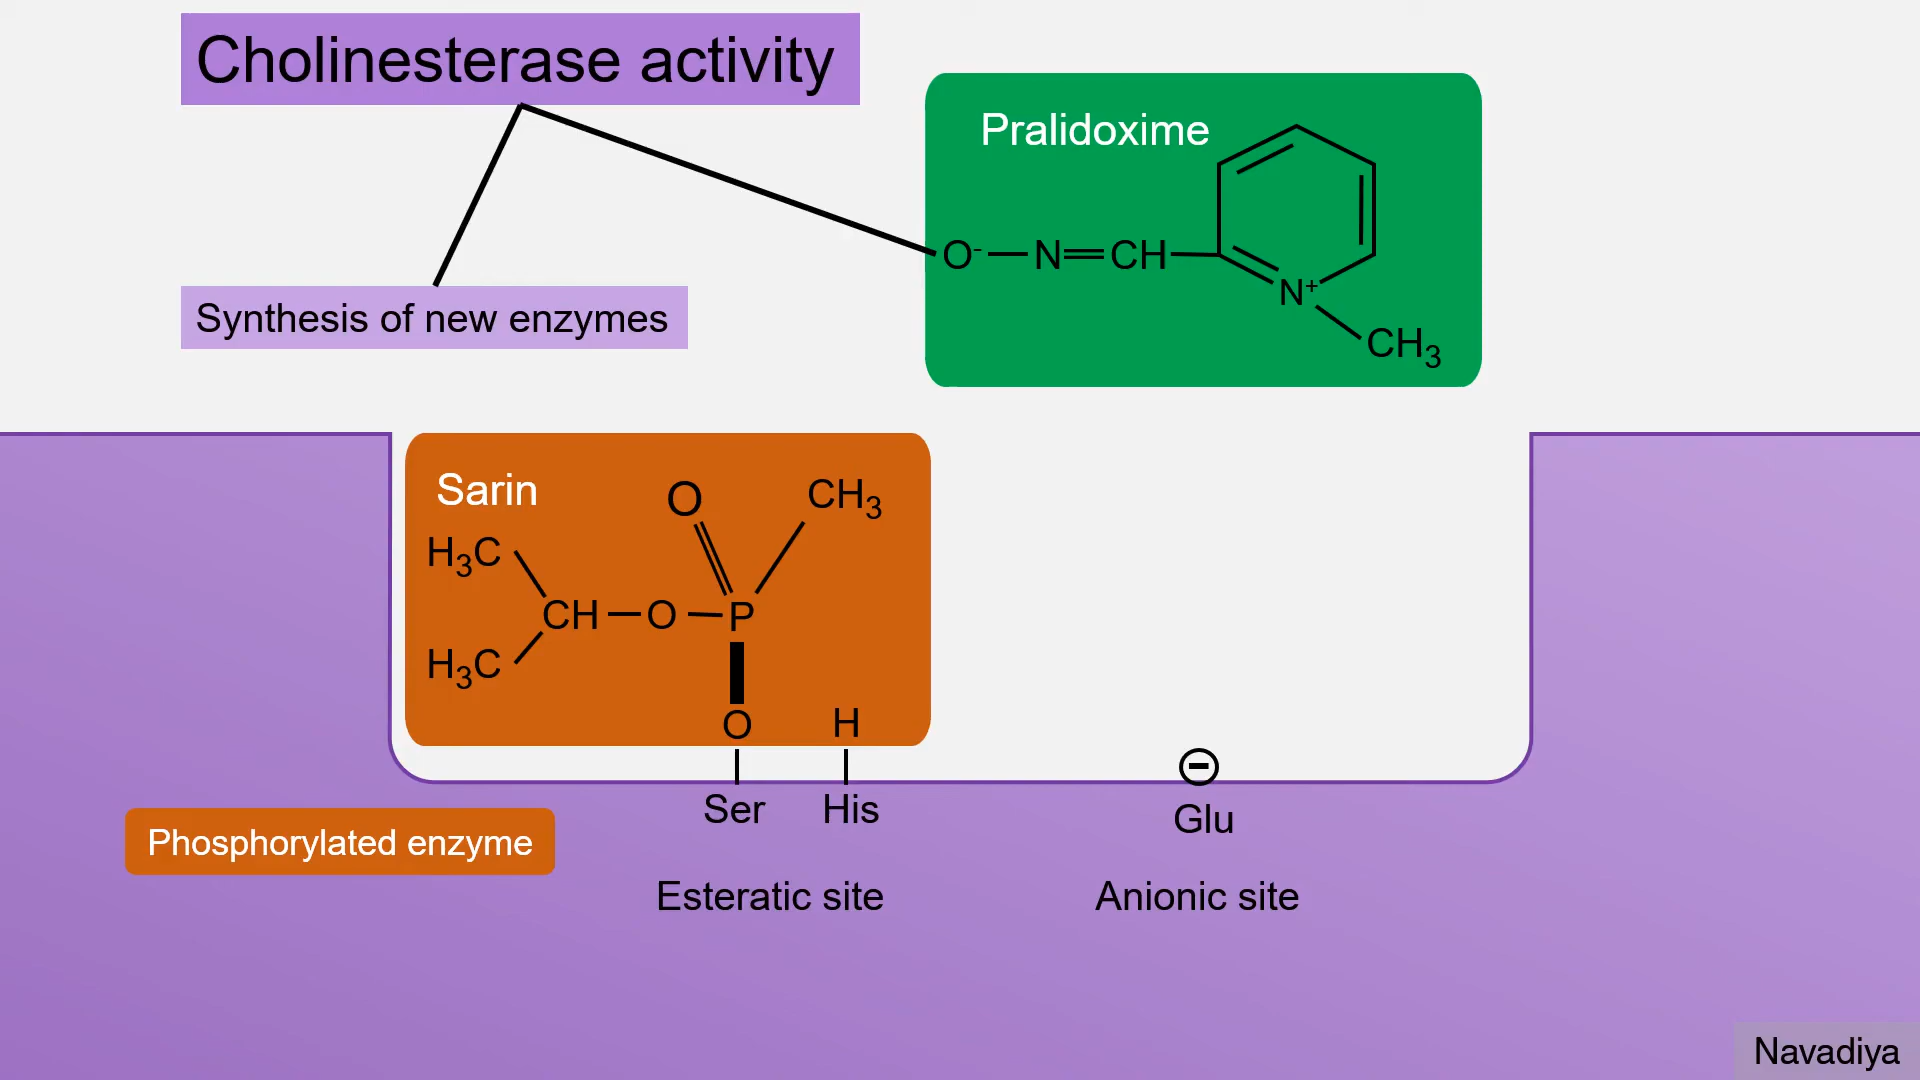 Cholinesterase activity
Pralidoxime
O⁻—N=CH
N⁺
CH₃
Synthesis of new enzymes
Sarin
O
CH₃
H₃C
CH—O—P
H₃C
O
H
Ser
His
Glu
Phosphorylated enzyme
Esteratic site
Anionic site
Navadiya